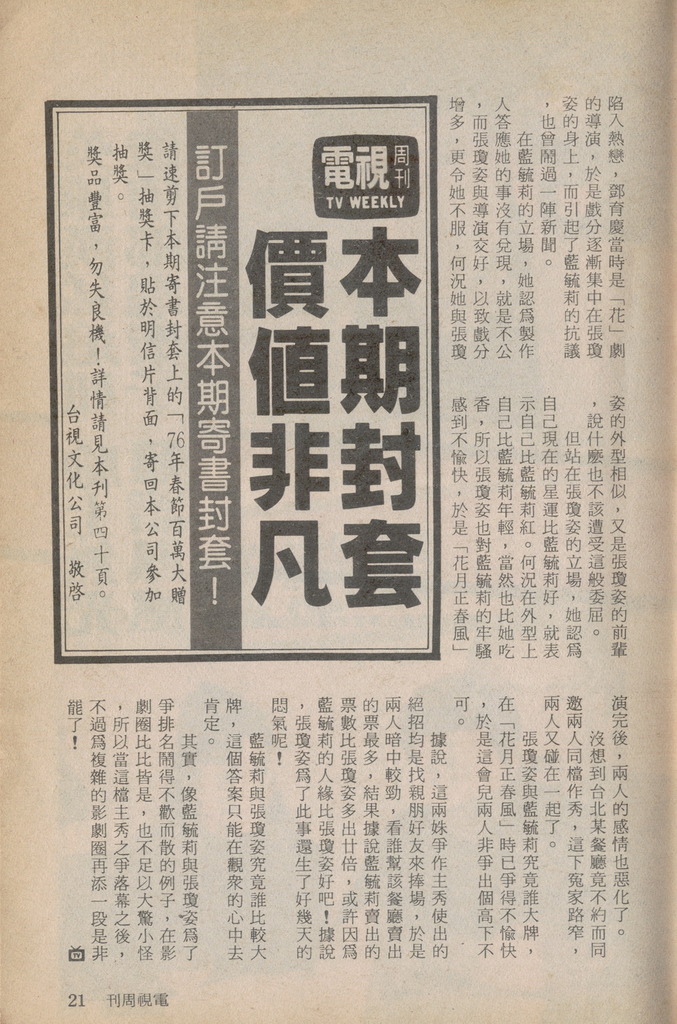 陷入熱戀，鄧育慶當時是「花」劇
的導演，於是戲分逐漸集中在張瓊
姿的身上，而引起了藍毓莉的抗議
，也曾鬧過一陣新聞。
在藍毓莉的立場，她認爲製作
人答應她的事沒有兌現，就是不公
，而張瓊姿與導演交好，以致戲分
增多，更令她不服，何況她與張瓊
姿的外型相似，又是張瓊姿的前輩
，說什麼也不該遭受這般委屈。
但站在張瓊姿的立場，她認爲
自己現在的星運比藍毓莉好，就表
示自己比藍毓莉紅。何況在外型上
自己比藍毓莉年輕，當然也比她吃
香，所以張瓊姿也對藍毓莉的牢騷
感到不愉快，於是「花月正春風」
演完後，兩人的感情也惡化了。
沒想到台北某餐廳竟不約而同
邀兩人同檔作秀，這下冤家路窄，
兩人又碰在一起了。
張瓊姿與藍毓莉究竟誰大牌，
在「花月正春風」時已爭得不愉快
，於是這會兒兩人非爭出個高下不
可。
據說，這兩姝爭作主秀使出的
絕招均是找親朋好友來捧場，於是
兩人暗中較勁，看誰幫該餐廳賣出
的票最多，結果據說藍毓莉賣出的
票數比張瓊姿多出廿倍，或許因爲
藍毓莉的人緣比張瓊姿好吧！據說
，張瓊姿爲了此事還生了好幾天的
悶氣呢！
藍毓莉與張瓊姿究竟誰比較大
牌，這個答案只能在觀衆的心中去
肯定。
其實，像藍毓莉與張瓊姿爲了
爭排名鬧得不歡而散的例子，在影
劇圈比比皆是，也不足以大驚小怪
，所以當這檔主秀之爭落幕之後，
不過爲複雜的影劇圈再添一段是非
能了！
電視周刊
TV WEEKLY
本期封套
價値非凡
訂戶請注意本期寄書封套！
請速剪下本期寄書封套上的「76年春節百萬大贈
獎」抽獎卡，貼於明信片背面，寄回本公司參加
抽獎。
獎品豐富，勿失良機！詳情請見本刊第四十頁。
台視文化公司 敬啓
21 刊周視電